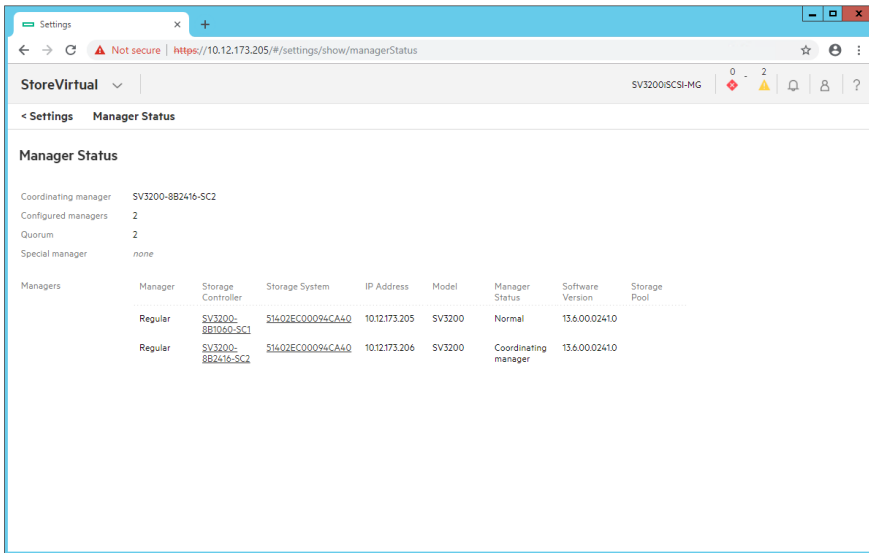 Settings
Not secure | https://10.12.173.205/#/settings/show/managerStatus
StoreVirtual
SV3200iSCSI-MG
0 - 2
?
< Settings Manager Status
Manager Status
Coordinating manager SV3200-8B2416-SC2
Configured managers 2
Quorum 2
Special manager none
Managers
Manager Storage Controller Storage System IP Address Model Manager Status Software Version Storage Pool
Regular SV3200-8B1060-SC1 51402EC00094CA40 10.12.173.205 SV3200 Normal 13.6.00.0241.0
Regular SV3200-8B2416-SC2 51402EC00094CA40 10.12.173.206 SV3200 Coordinating manager 13.6.00.0241.0